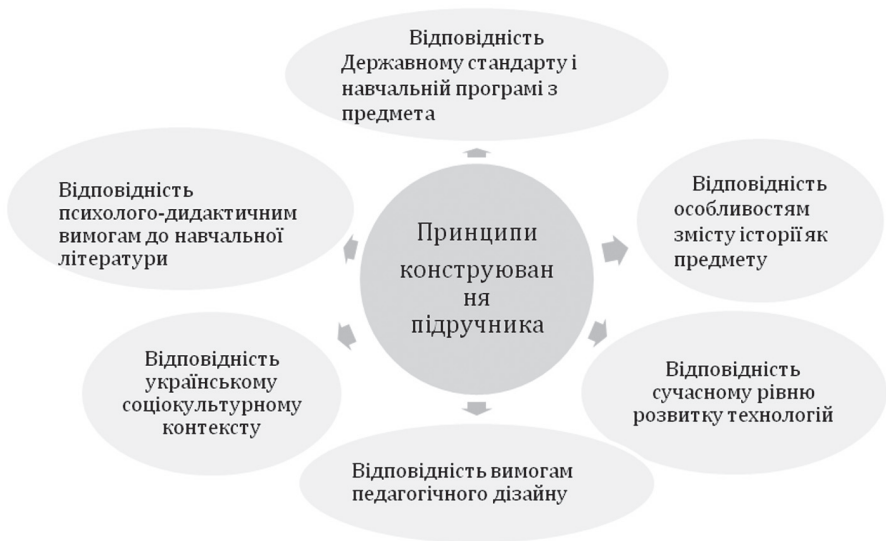 Відповідність
Державному стандарту і
навчальній програмі з
предмета
Відповідність
психолого-дидактичним
вимогам до навчальної
літератури
Відповідність
особливостям
змісту історії як
предмету
Принципи
конструюван
ня
підручника
Відповідність
українському
соціокультурному
контексту
Відповідність
сучасному рівню
розвитку технологій
Відповідність вимогам
педагогічного дізайну